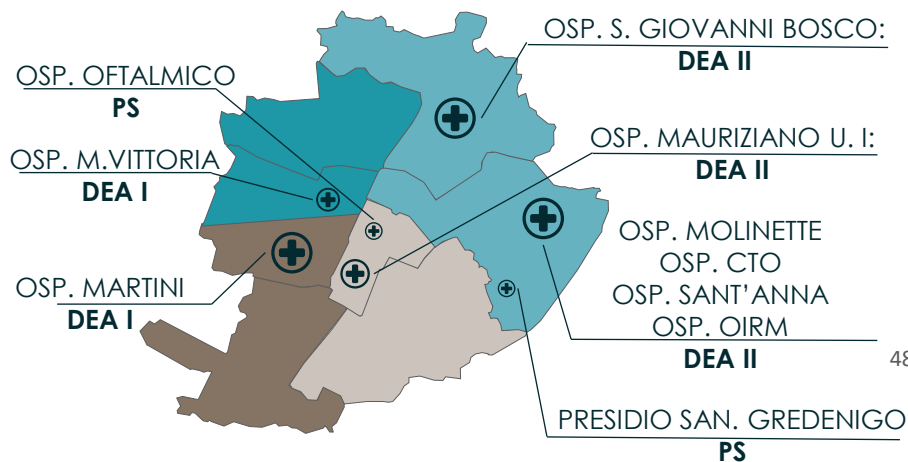 OSP. S. GIOVANNI BOSCO:
DEA II
OSP. OFTALMICO
PS
OSP. MAURIZIANO U. I:
DEA II
OSP. M.VITTORIA
DEA I
OSP. MOLINETTE
OSP. CTO
OSP. SANT'ANNA
OSP. OIRM
DEA II
OSP. MARTINI
DEA I
48
PRESIDIO SAN. GREDENIGO
PS